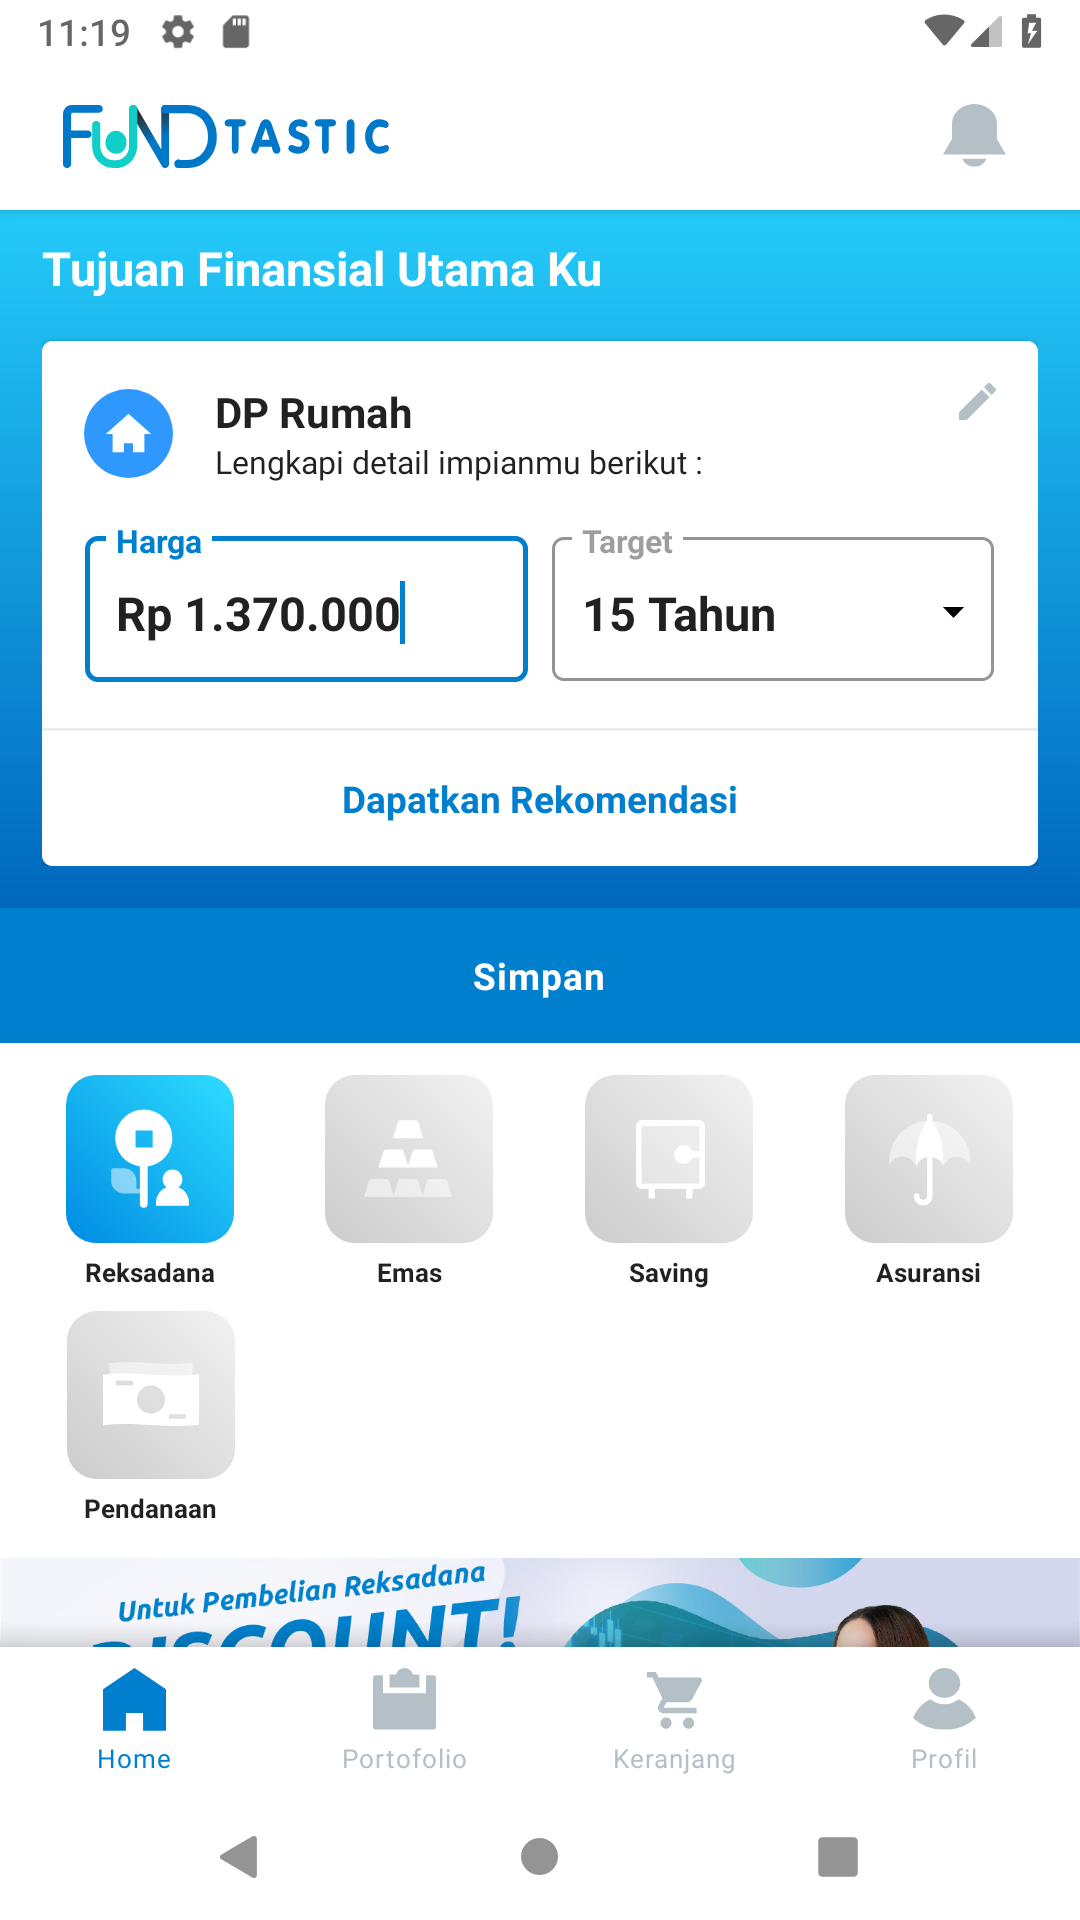 11:19
FUNDTASTIC
Tujuan Finansial Utama Ku
DP Rumah
Lengkapi detail impianmu berikut :
Harga
Target
Rp 1.370.000
15 Tahun
Dapatkan Rekomendasi
Simpan
Reksadana
Emas
Saving
Asuransi
Pendanaan
Untuk Pembelian Reksadana
DISCOUNT!
Home
Portofolio
Keranjang
Profil